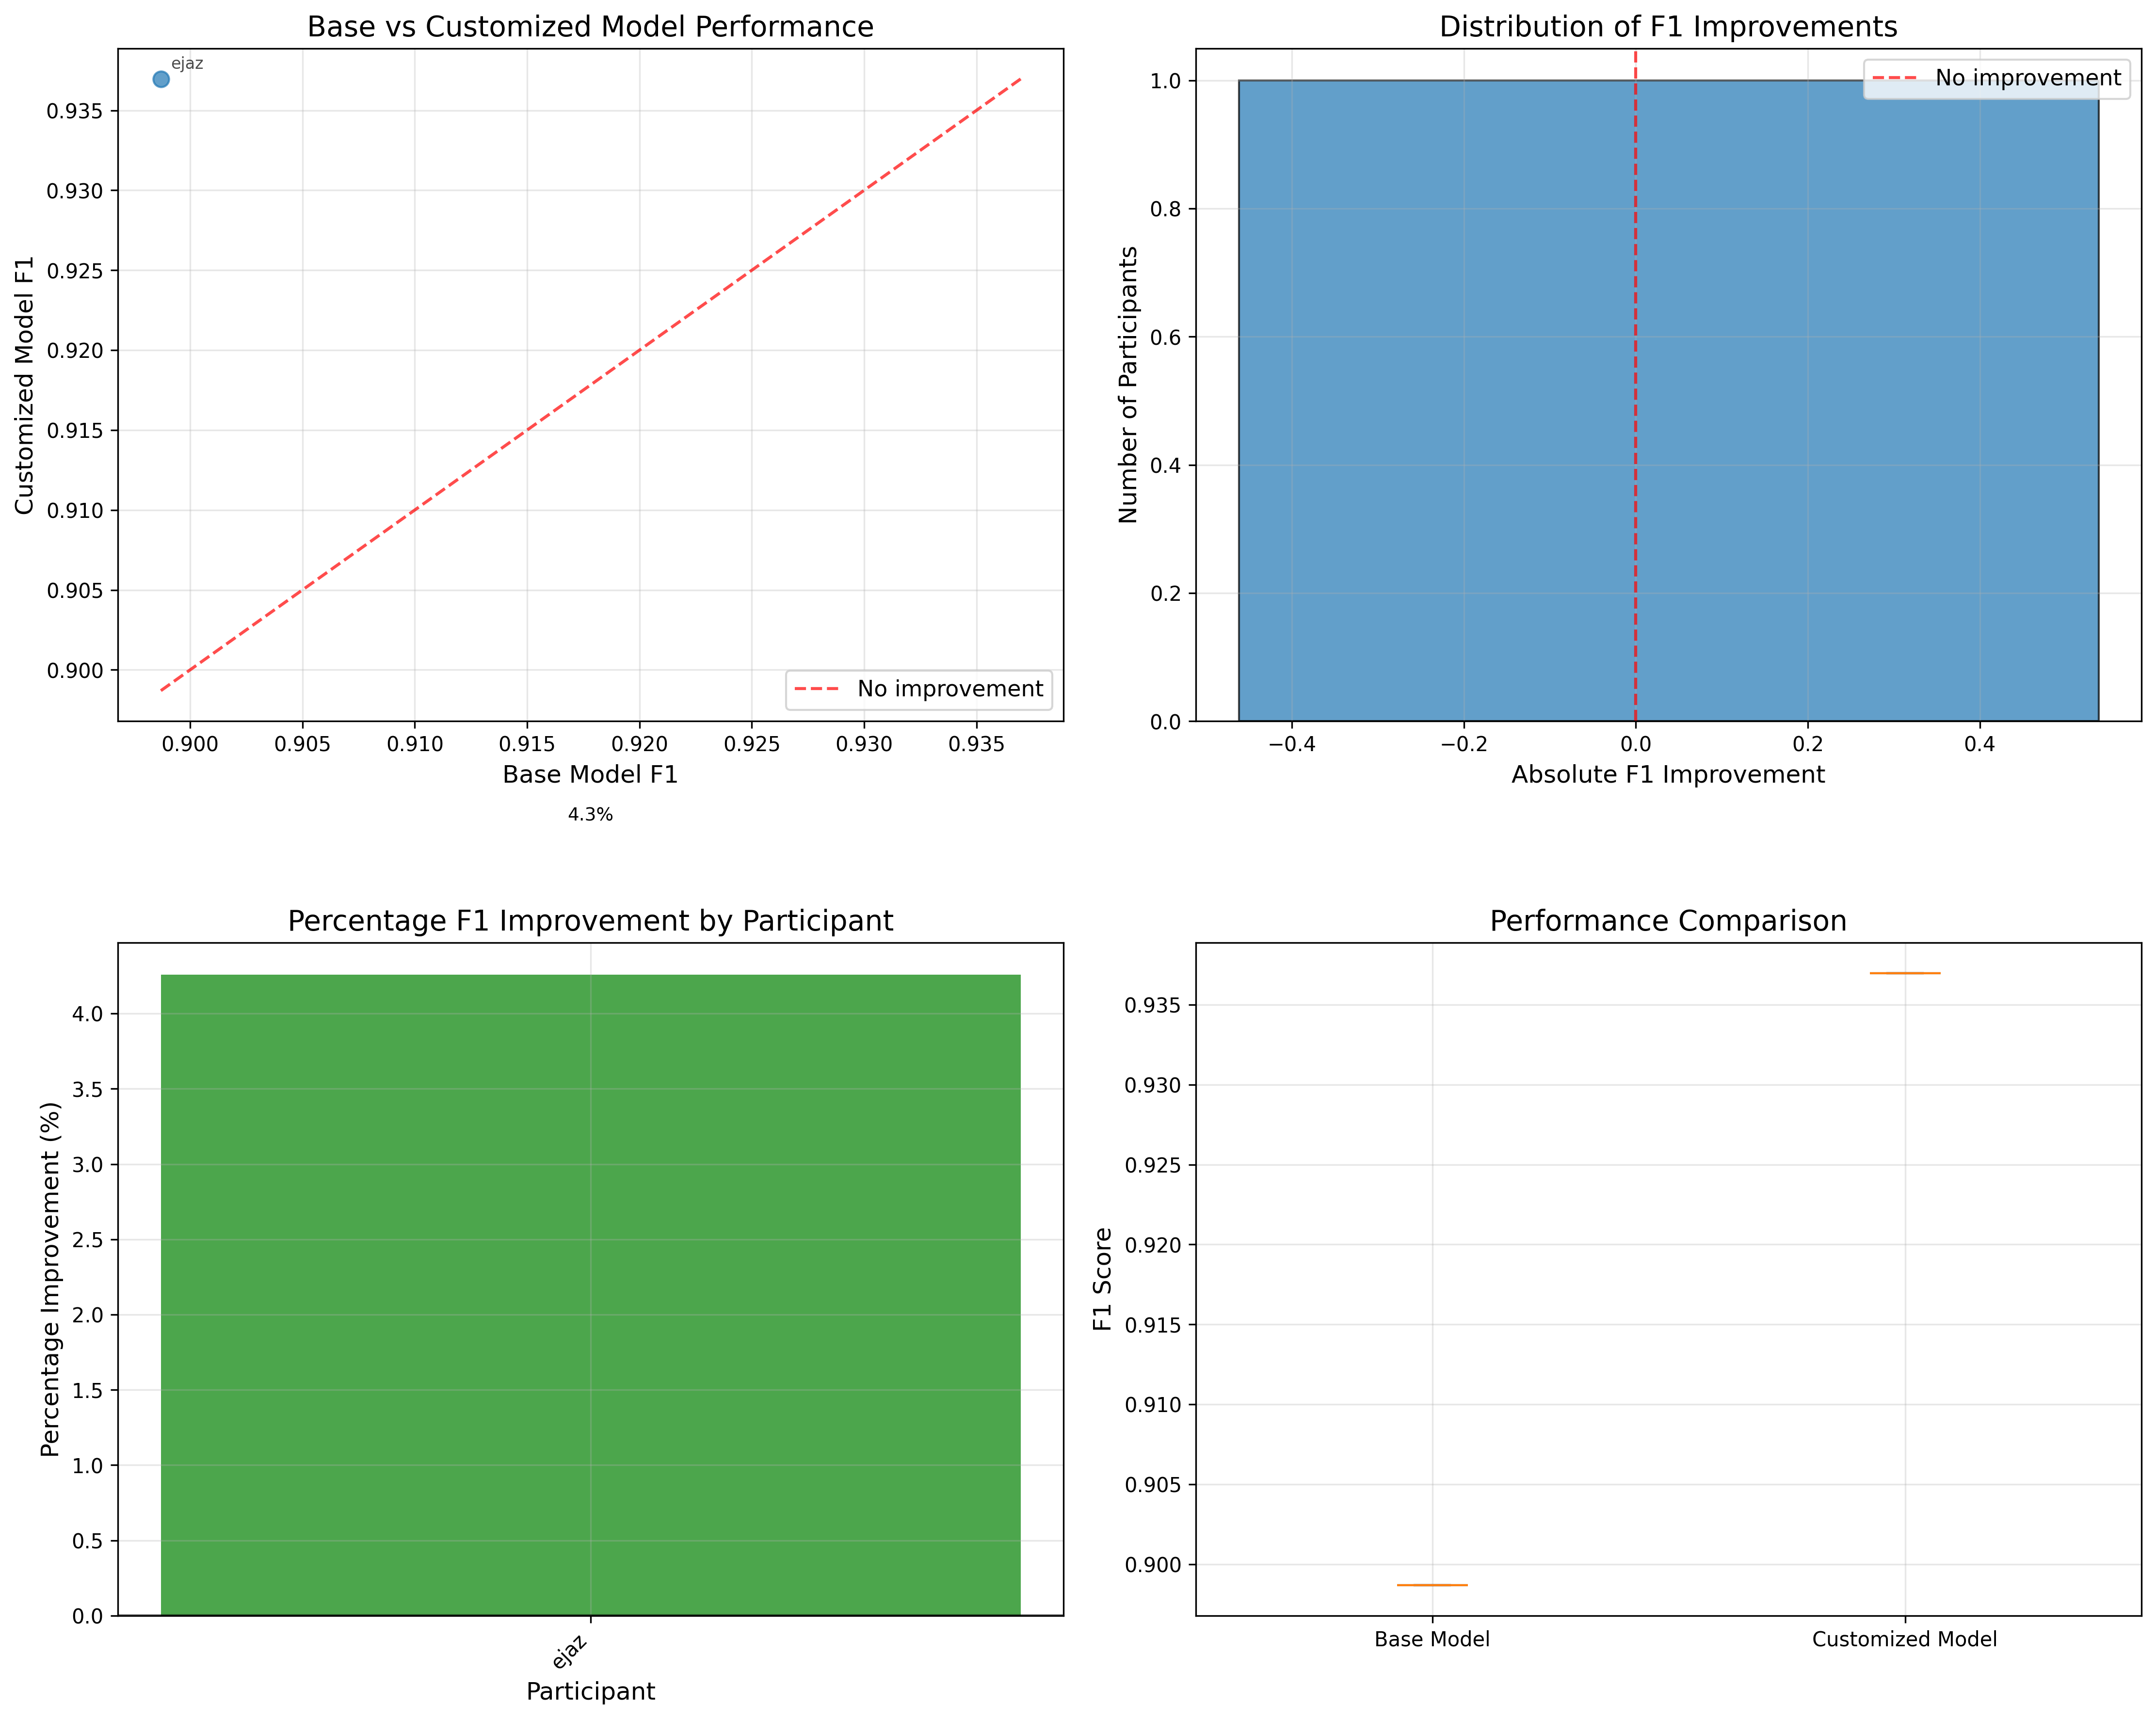 Base vs Customized Model Performance
ejaz
0.935
0.930
0.925
0.920
0.915
0.910
0.905
0.900
Customized Model F1
No improvement
0.900 0.905 0.910 0.915 0.920 0.925 0.930 0.935
Base Model F1
Distribution of F1 Improvements
No improvement
1.0
0.8
0.6
0.4
0.2
0.0
Number of Participants
−0.4 −0.2 0.0 0.2 0.4
Absolute F1 Improvement
4.3%
Percentage F1 Improvement by Participant
4.0
3.5
3.0
2.5
2.0
1.5
1.0
0.5
0.0
Percentage Improvement (%)
ejaz
Participant
Performance Comparison
0.935
0.930
0.925
0.920
0.915
0.910
0.905
0.900
F1 Score
Base Model Customized Model